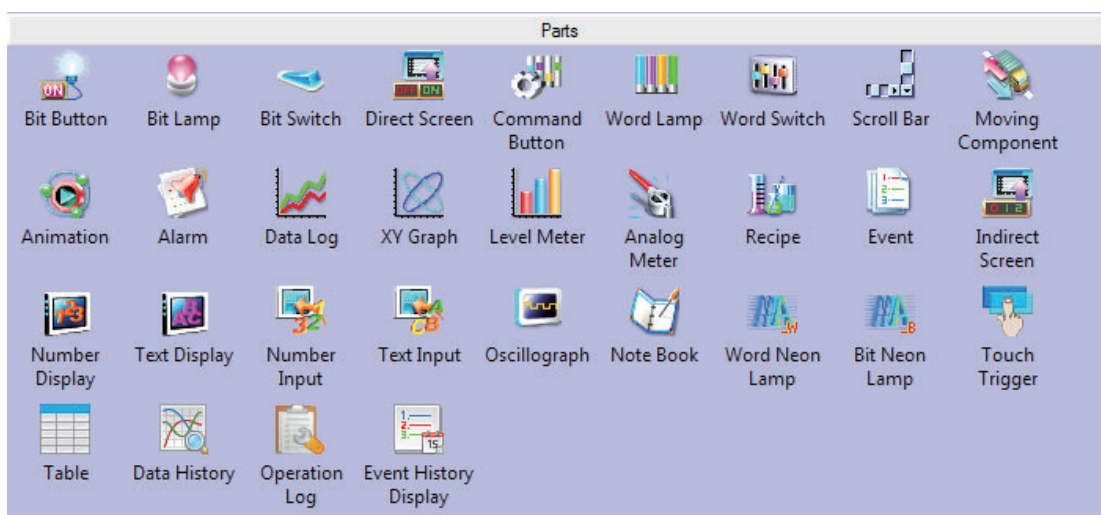 Parts
Bit Button Bit Lamp Bit Switch Direct Screen Command Button Word Lamp Word Switch Scroll Bar Moving Component
Animation Alarm Data Log XY Graph Level Meter Analog Meter Recipe Event Indirect Screen
Number Display Text Display Number Input Text Input Oscillograph Note Book Word Neon Lamp Bit Neon Lamp Touch Trigger
Table Data History Operation Log Event History Display